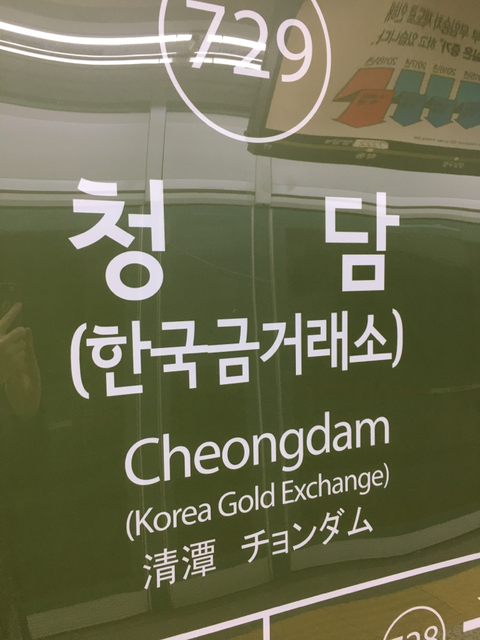 729
청 담
(한국금거래소)
Cheongdam
(Korea Gold Exchange)
清潭 チョンダム